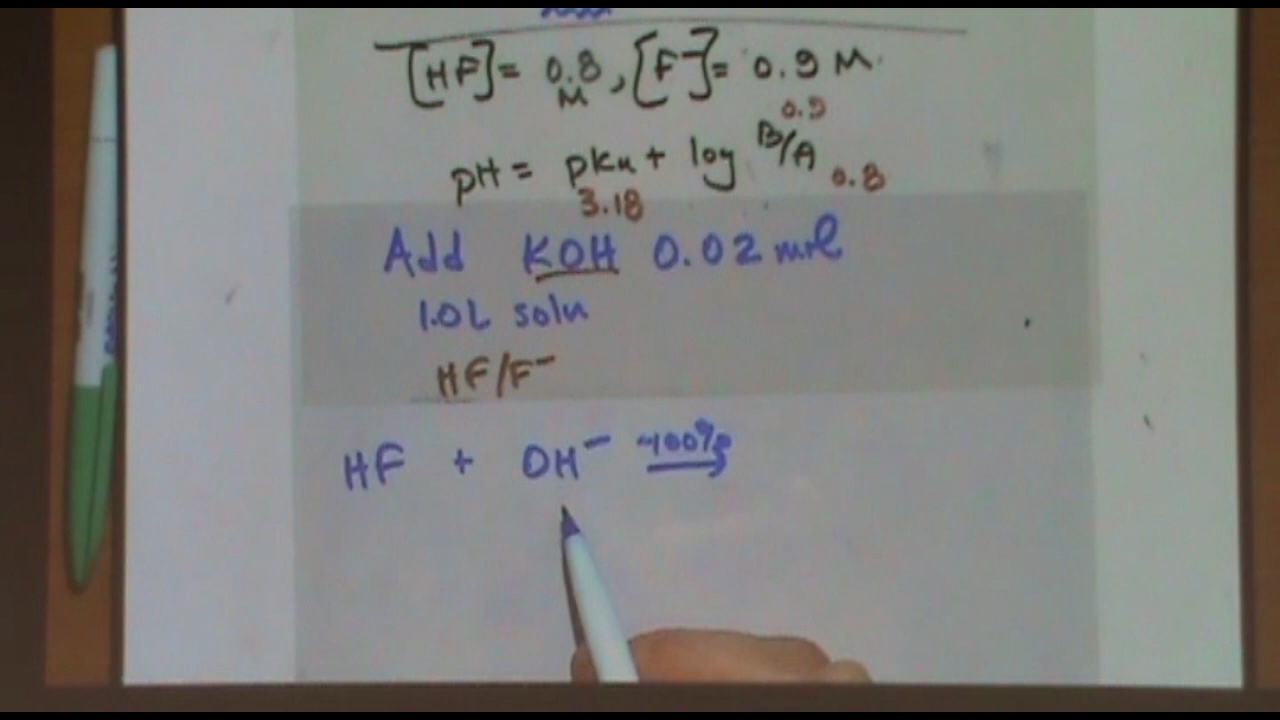 [HF] = 0.8 M, [F⁻] = 0.9 M
0.9
pH = pKa + log B/A
3.18 0.8
Add KOH 0.02 mol
1.0L soln
HF/F⁻
HF + OH⁻ ~100% →